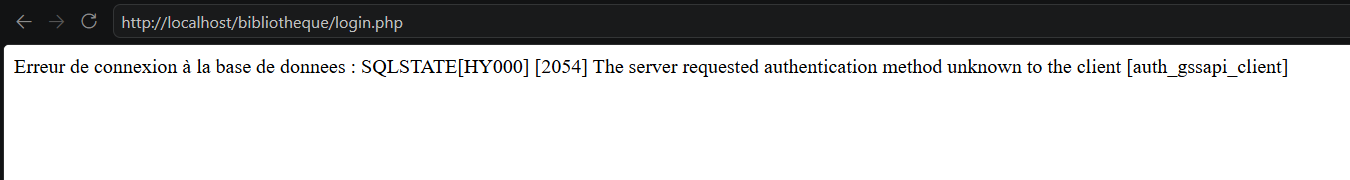 http://localhost/bibliotheque/login.php
Erreur de connexion à la base de donnees : SQLSTATE[HY000] [2054] The server requested authentication method unknown to the client [auth_gssapi_client]